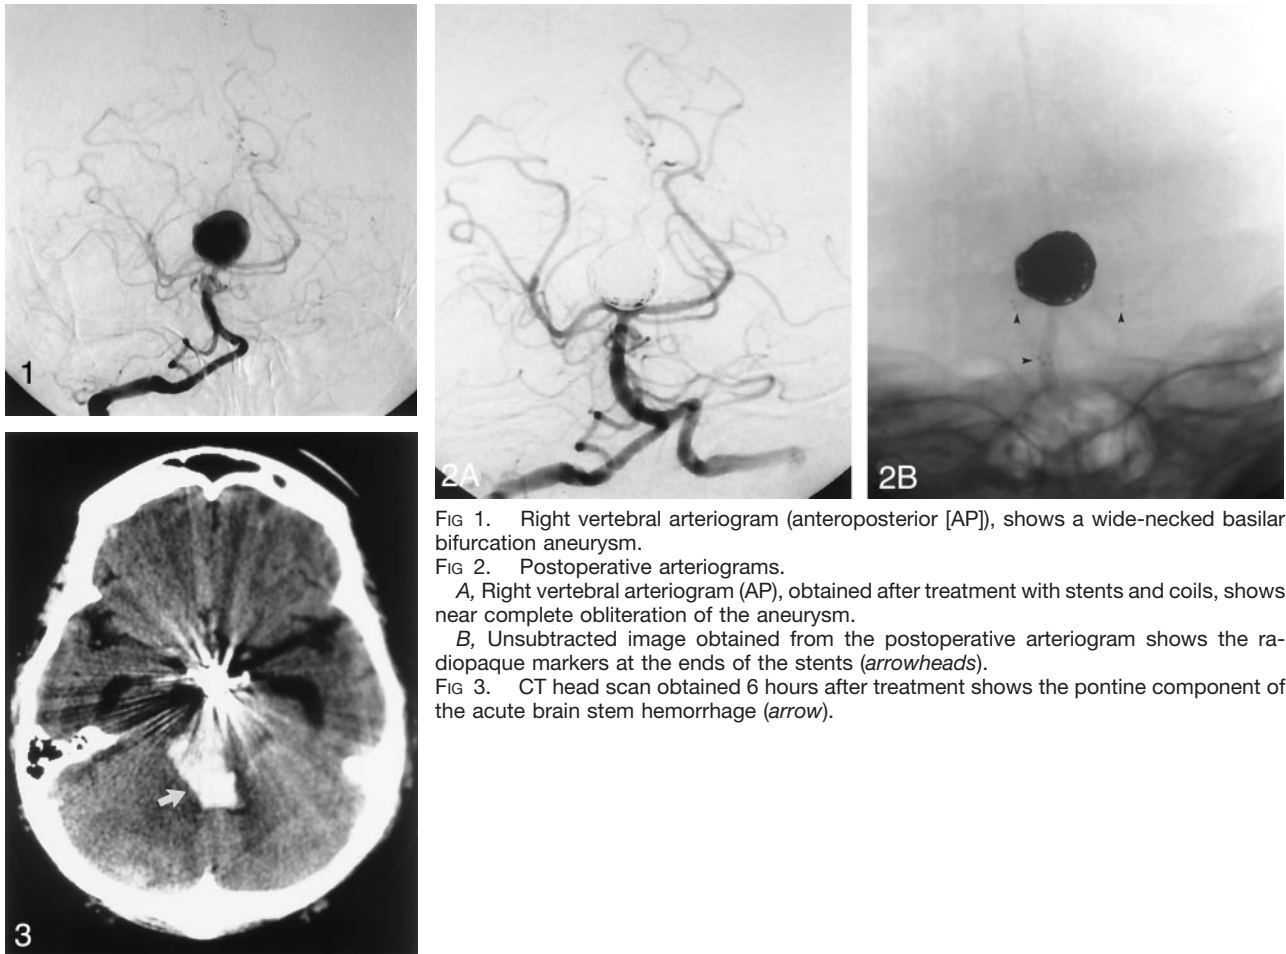 1
2A
2B
3
FIG 1. Right vertebral arteriogram (anteroposterior [AP]), shows a wide-necked basilar
bifurcation aneurysm.
FIG 2. Postoperative arteriograms.
A, Right vertebral arteriogram (AP), obtained after treatment with stents and coils, shows
near complete obliteration of the aneurysm.
B, Unsubtracted image obtained from the postoperative arteriogram shows the ra-
diopaque markers at the ends of the stents (arrowheads).
FIG 3. CT head scan obtained 6 hours after treatment shows the pontine component of
the acute brain stem hemorrhage (arrow).